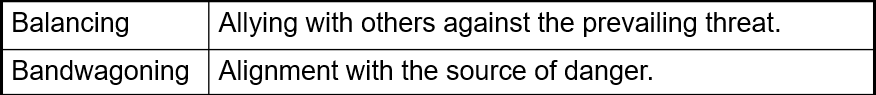 Balancing Allying with others against the prevailing threat.
Bandwagoning Alignment with the source of danger.